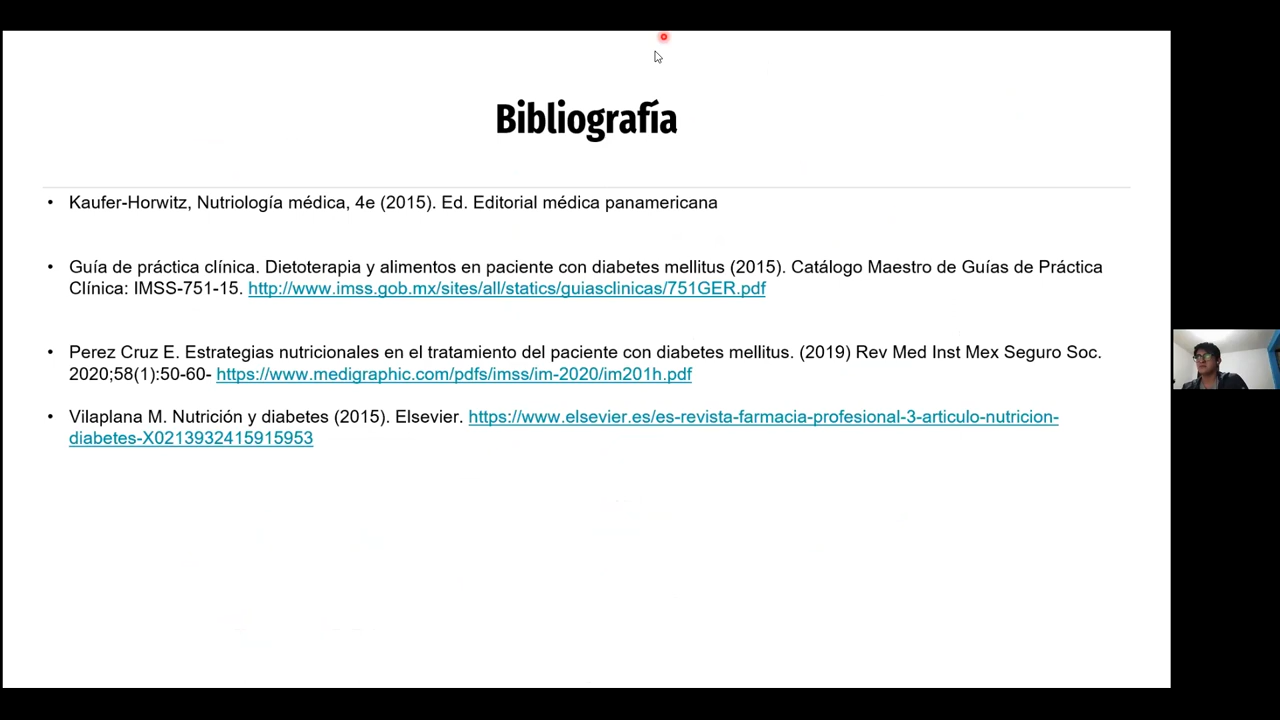 Bibliografía
• Kaufer-Horwitz, Nutriología médica, 4e (2015). Ed. Editorial médica panamericana
• Guía de práctica clínica. Dietoterapia y alimentos en paciente con diabetes mellitus (2015). Catálogo Maestro de Guías de Práctica
Clínica: IMSS-751-15. http://www.imss.gob.mx/sites/all/statics/guiasclinicas/751GER.pdf
• Perez Cruz E. Estrategias nutricionales en el tratamiento del paciente con diabetes mellitus. (2019) Rev Med Inst Mex Seguro Soc.
2020;58(1):50-60- https://www.medigraphic.com/pdfs/imss/im-2020/im201h.pdf
• Vilaplana M. Nutrición y diabetes (2015). Elsevier. https://www.elsevier.es/es-revista-farmacia-profesional-3-articulo-nutricion-
diabetes-X0213932415915953